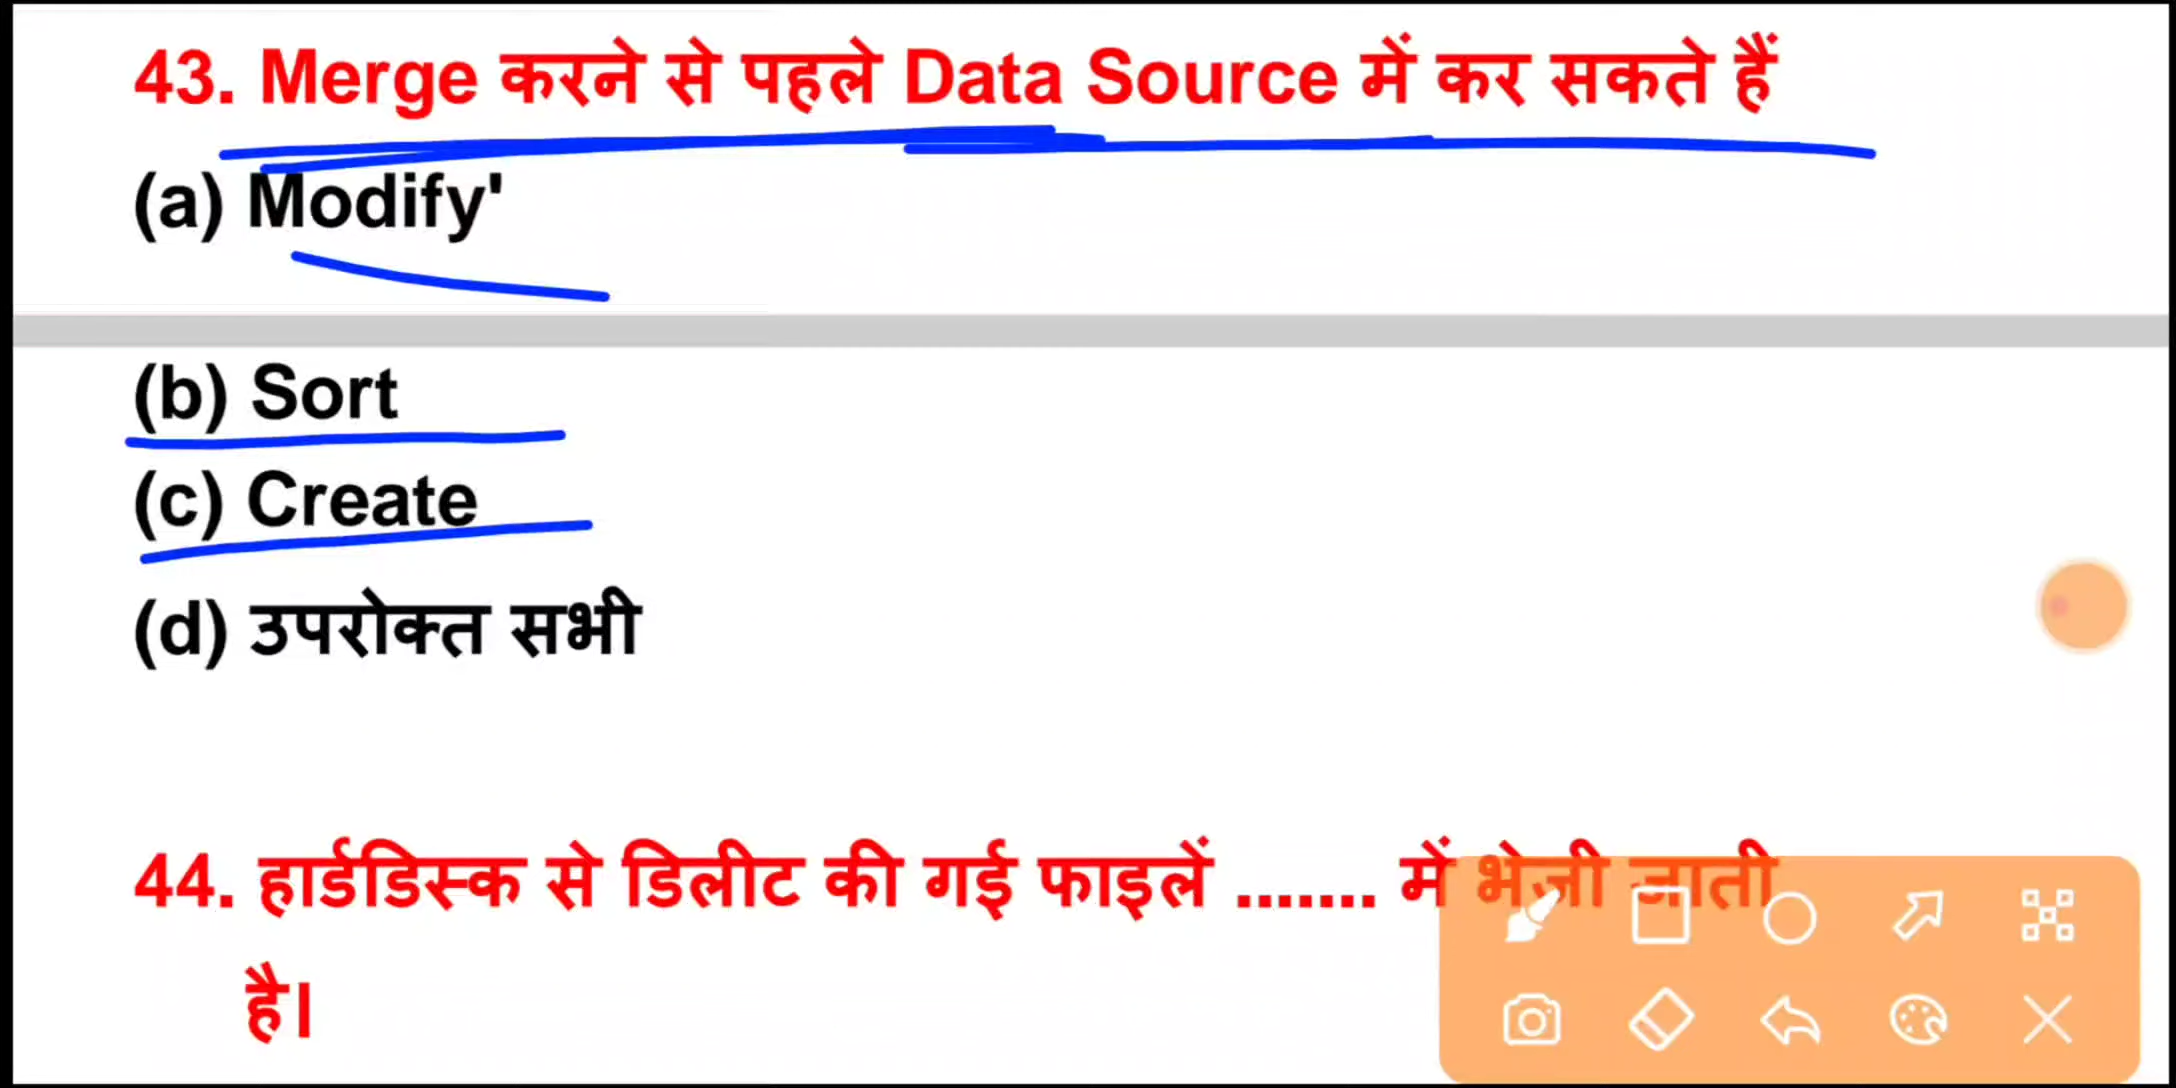 43. Merge करने से पहले Data Source में कर सकते हैं
(a) Modify'
(b) Sort
(c) Create
(d) उपरोक्त सभी
44. हार्डडिस्क से डिलीट की गई फाइलें ....... में भेजी जाती
है।